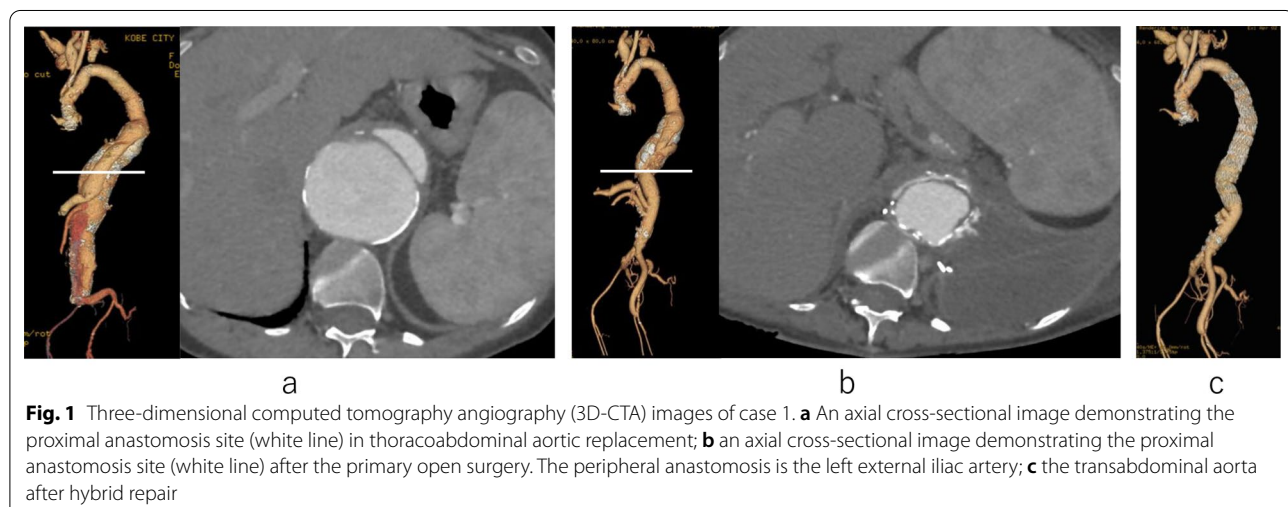 KOBE CITY
o cut
F
Do
E
m/rot
p
a
b
c
Fig. 1 Three-dimensional computed tomography angiography (3D-CTA) images of case 1. a An axial cross-sectional image demonstrating the
proximal anastomosis site (white line) in thoracoabdominal aortic replacement; b an axial cross-sectional image demonstrating the proximal
anastomosis site (white line) after the primary open surgery. The peripheral anastomosis is the left external iliac artery; c the transabdominal aorta
after hybrid repair